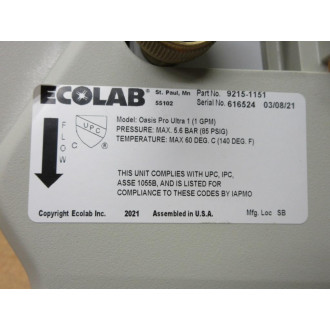 ECOLAB®
St. Paul, Mn
55102
Part No. 9215-1151
Serial No. 616524 03/08/21
FLOW
UPC
C
Model: Oasis Pro Ultra 1 (1 GPM)
PRESSURE: MAX. 5.6 BAR (85 PSIG)
TEMPERATURE: MAX 60 DEG. C (140 DEG. F)
THIS UNIT COMPLIES WITH UPC, IPC,
ASSE 1055B, AND IS LISTED FOR
COMPLIANCE TO THESE CODES BY IAPMO
Copyright Ecolab Inc. 2021 Assembled in U.S.A. Mfg. Loc SB